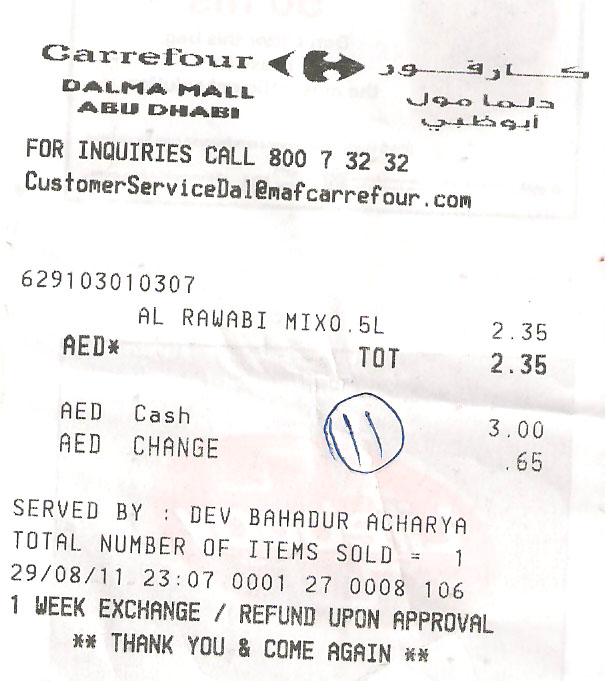 Carrefour كارفور
DALMA MALL دلما مول
ABU DHABI أبوظبي
FOR INQUIRIES CALL 800 7 32 32
CustomerServiceDal@mafcarrefour.com
629103010307
AL RAWABI MIXO.5L 2.35
AED* TOT 2.35
AED Cash 3.00
AED CHANGE .65
SERVED BY : DEV BAHADUR ACHARYA
TOTAL NUMBER OF ITEMS SOLD = 1
29/08/11 23:07 0001 27 0008 106
1 WEEK EXCHANGE / REFUND UPON APPROVAL
** THANK YOU & COME AGAIN **